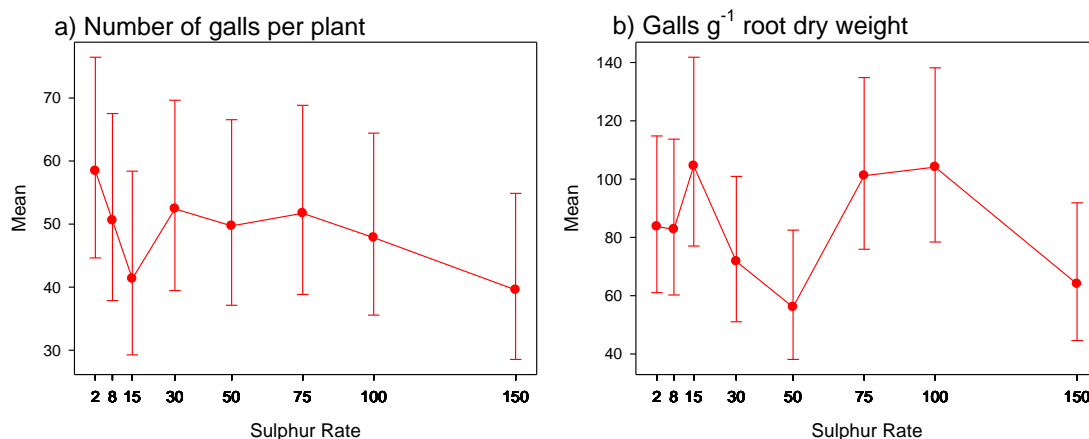 a) Number of galls per plant
70
60
50
40
30
Mean
2 8 15 30 50 75 100 150
Sulphur Rate
b) Galls g⁻¹ root dry weight
140
120
100
80
60
40
Mean
2 8 15 30 50 75 100 150
Sulphur Rate